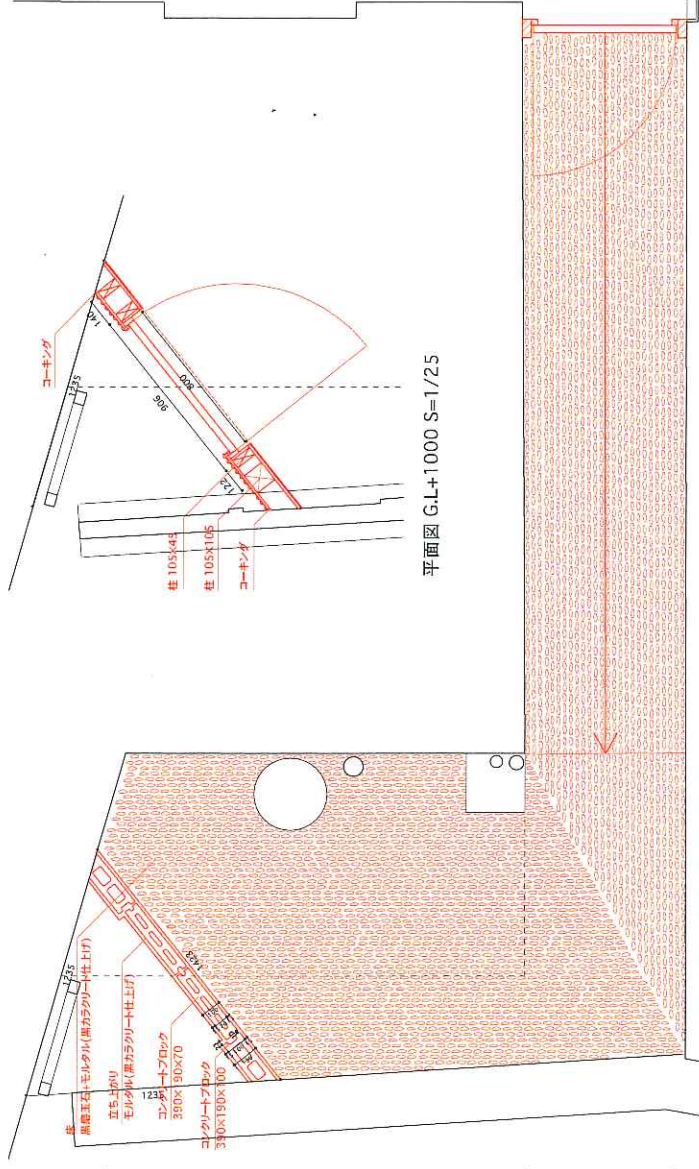 コーキング
1235
140
906
800
122
柱 105×45
柱 105×105
コーキング
平面図 G.L+1000 S=1/25
1235
床
黒磨玉石+モルタル(黒カラクリート仕上げ)
立ち上がり
モルタル(黒カラクリート仕上げ)
コンクリートブロック
390×190×70
コンクリートブロック
390×190×100
1423